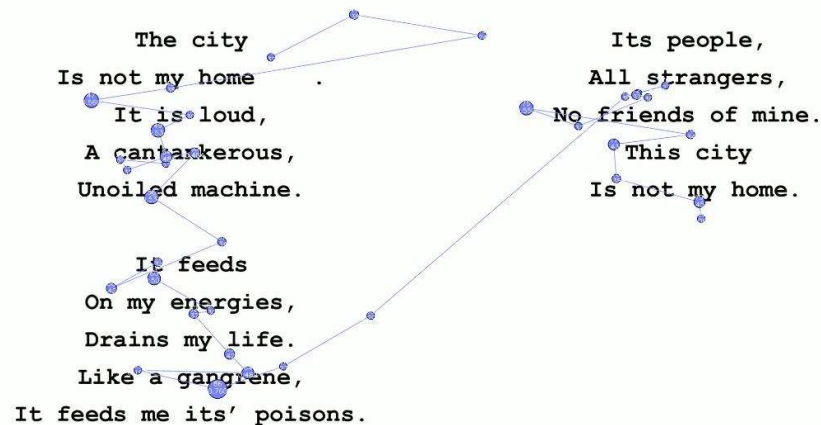 The city
Is not my home .
It is loud,
A cantankerous,
Unoiled machine.
It feeds
On my energies,
Drains my life.
Like a gangrene,
It feeds me its’ poisons.
Its people,
All strangers,
No friends of mine.
This city
Is not my home.